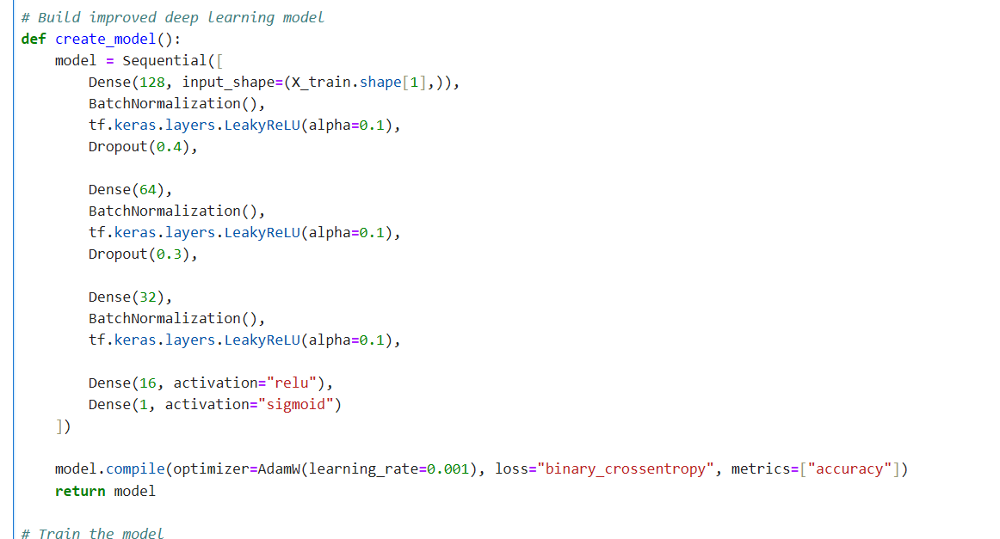 # Build improved deep learning model
def create_model():
    model = Sequential([
        Dense(128, input_shape=(X_train.shape[1],)),
        BatchNormalization(),
        tf.keras.layers.LeakyReLU(alpha=0.1),
        Dropout(0.4),

        Dense(64),
        BatchNormalization(),
        tf.keras.layers.LeakyReLU(alpha=0.1),
        Dropout(0.3),

        Dense(32),
        BatchNormalization(),
        tf.keras.layers.LeakyReLU(alpha=0.1),

        Dense(16, activation="relu"),
        Dense(1, activation="sigmoid")
    ])

    model.compile(optimizer=AdamW(learning_rate=0.001), loss="binary_crossentropy", metrics=["accuracy"])
    return model

# Train the model